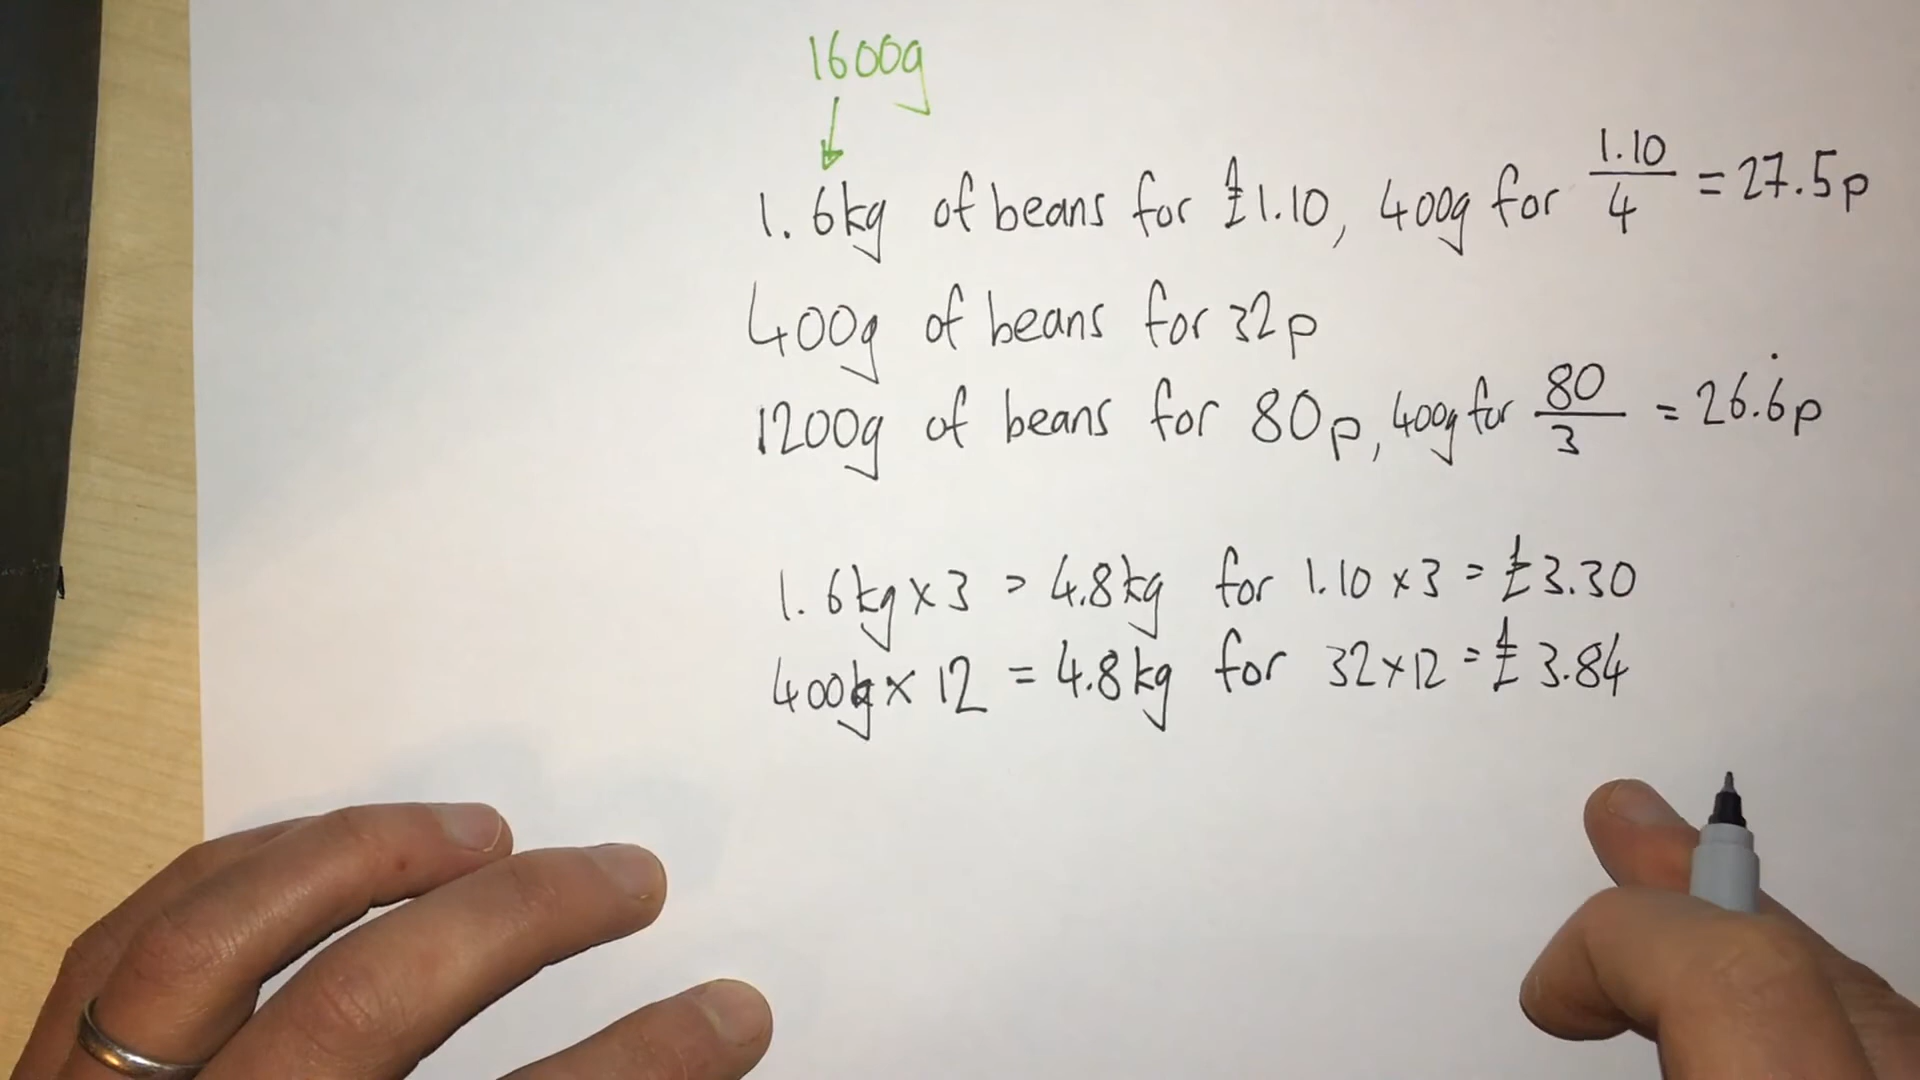 1600g
1.6kg of beans for £1.10, 400g for 1.10/4 = 27.5p
400g of beans for 32p
1200g of beans for 80p, 400g for 80/3 = 26.6̇p
1.6kg x 3 = 4.8kg for 1.10 x 3 = £3.30
400g x 12 = 4.8kg for 32 x 12 = £3.84